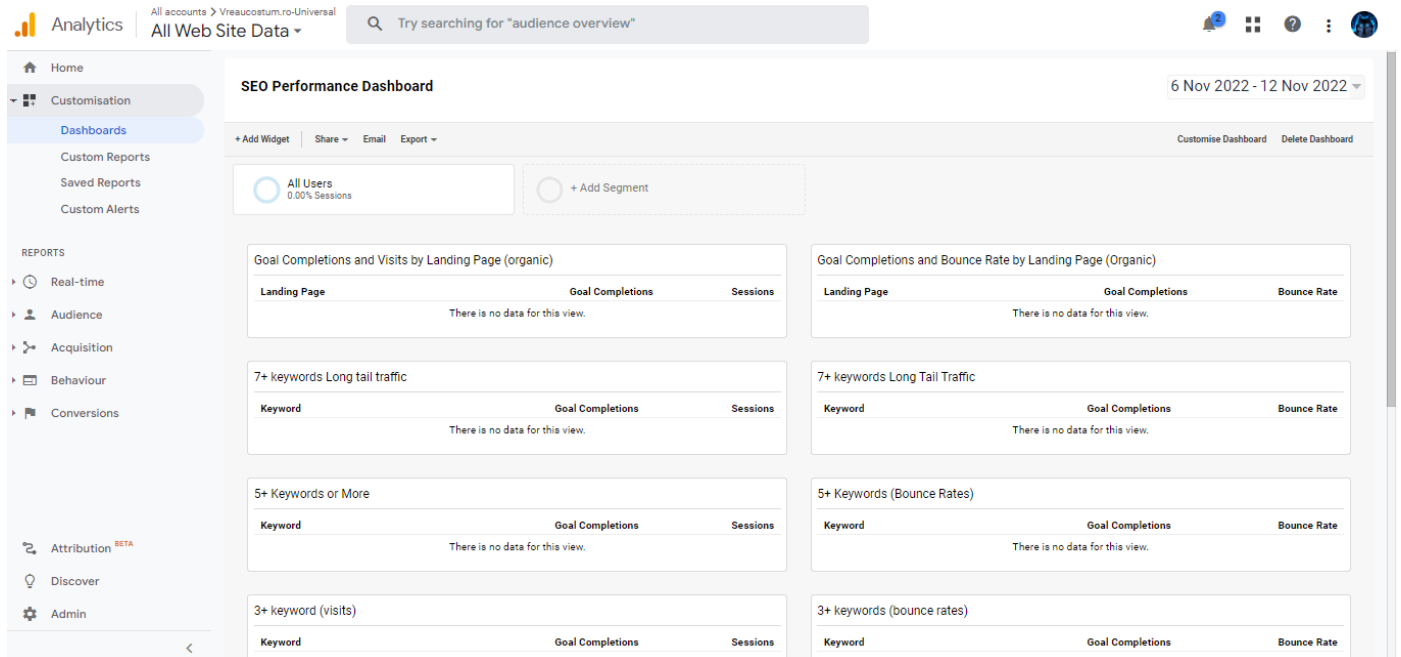 Analytics
All accounts > Vreaucostum.ro-Universal
All Web Site Data
Try searching for "audience overview"
2
Home
Customisation
Dashboards
Custom Reports
Saved Reports
Custom Alerts
REPORTS
Real-time
Audience
Acquisition
Behaviour
Conversions
Attribution BETA
Discover
Admin
SEO Performance Dashboard
6 Nov 2022 - 12 Nov 2022
+ Add Widget Share Email Export Customise Dashboard Delete Dashboard
All Users
0.00% Sessions
+ Add Segment
Goal Completions and Visits by Landing Page (organic)
Landing Page Goal Completions Sessions
There is no data for this view.
Goal Completions and Bounce Rate by Landing Page (Organic)
Landing Page Goal Completions Bounce Rate
There is no data for this view.
7+ keywords Long tail traffic
Keyword Goal Completions Sessions
There is no data for this view.
7+ keywords Long Tail Traffic
Keyword Goal Completions Bounce Rate
There is no data for this view.
5+ Keywords or More
Keyword Goal Completions Sessions
There is no data for this view.
5+ Keywords (Bounce Rates)
Keyword Goal Completions Bounce Rate
There is no data for this view.
3+ keyword (visits)
Keyword Goal Completions Sessions
3+ keywords (bounce rates)
Keyword Goal Completions Bounce Rate